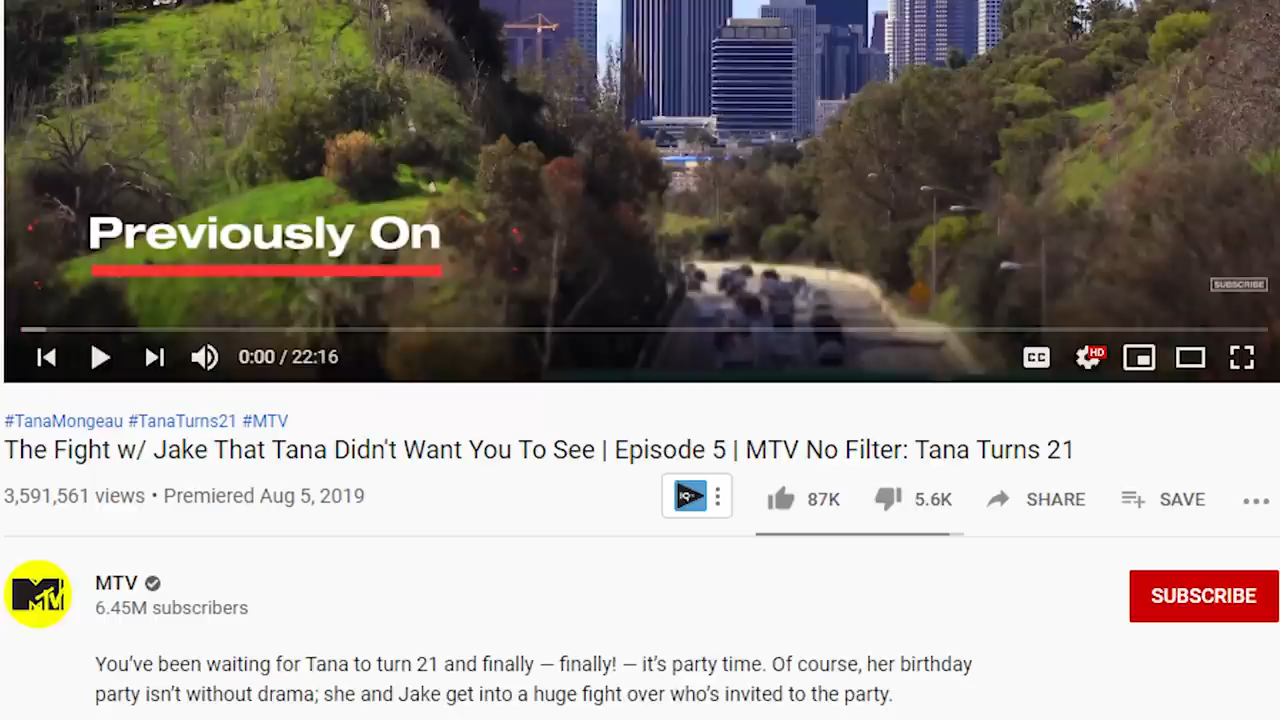 Previously On
SUBSCRIBE
0:00 / 22:16
CC
HD
#TanaMongeau #TanaTurns21 #MTV
The Fight w/ Jake That Tana Didn't Want You To See | Episode 5 | MTV No Filter: Tana Turns 21
3,591,561 views • Premiered Aug 5, 2019
87K
5.6K
SHARE
SAVE
MTV
MTV
6.45M subscribers
SUBSCRIBE
You've been waiting for Tana to turn 21 and finally — finally! — it's party time. Of course, her birthday
party isn't without drama; she and Jake get into a huge fight over who's invited to the party.